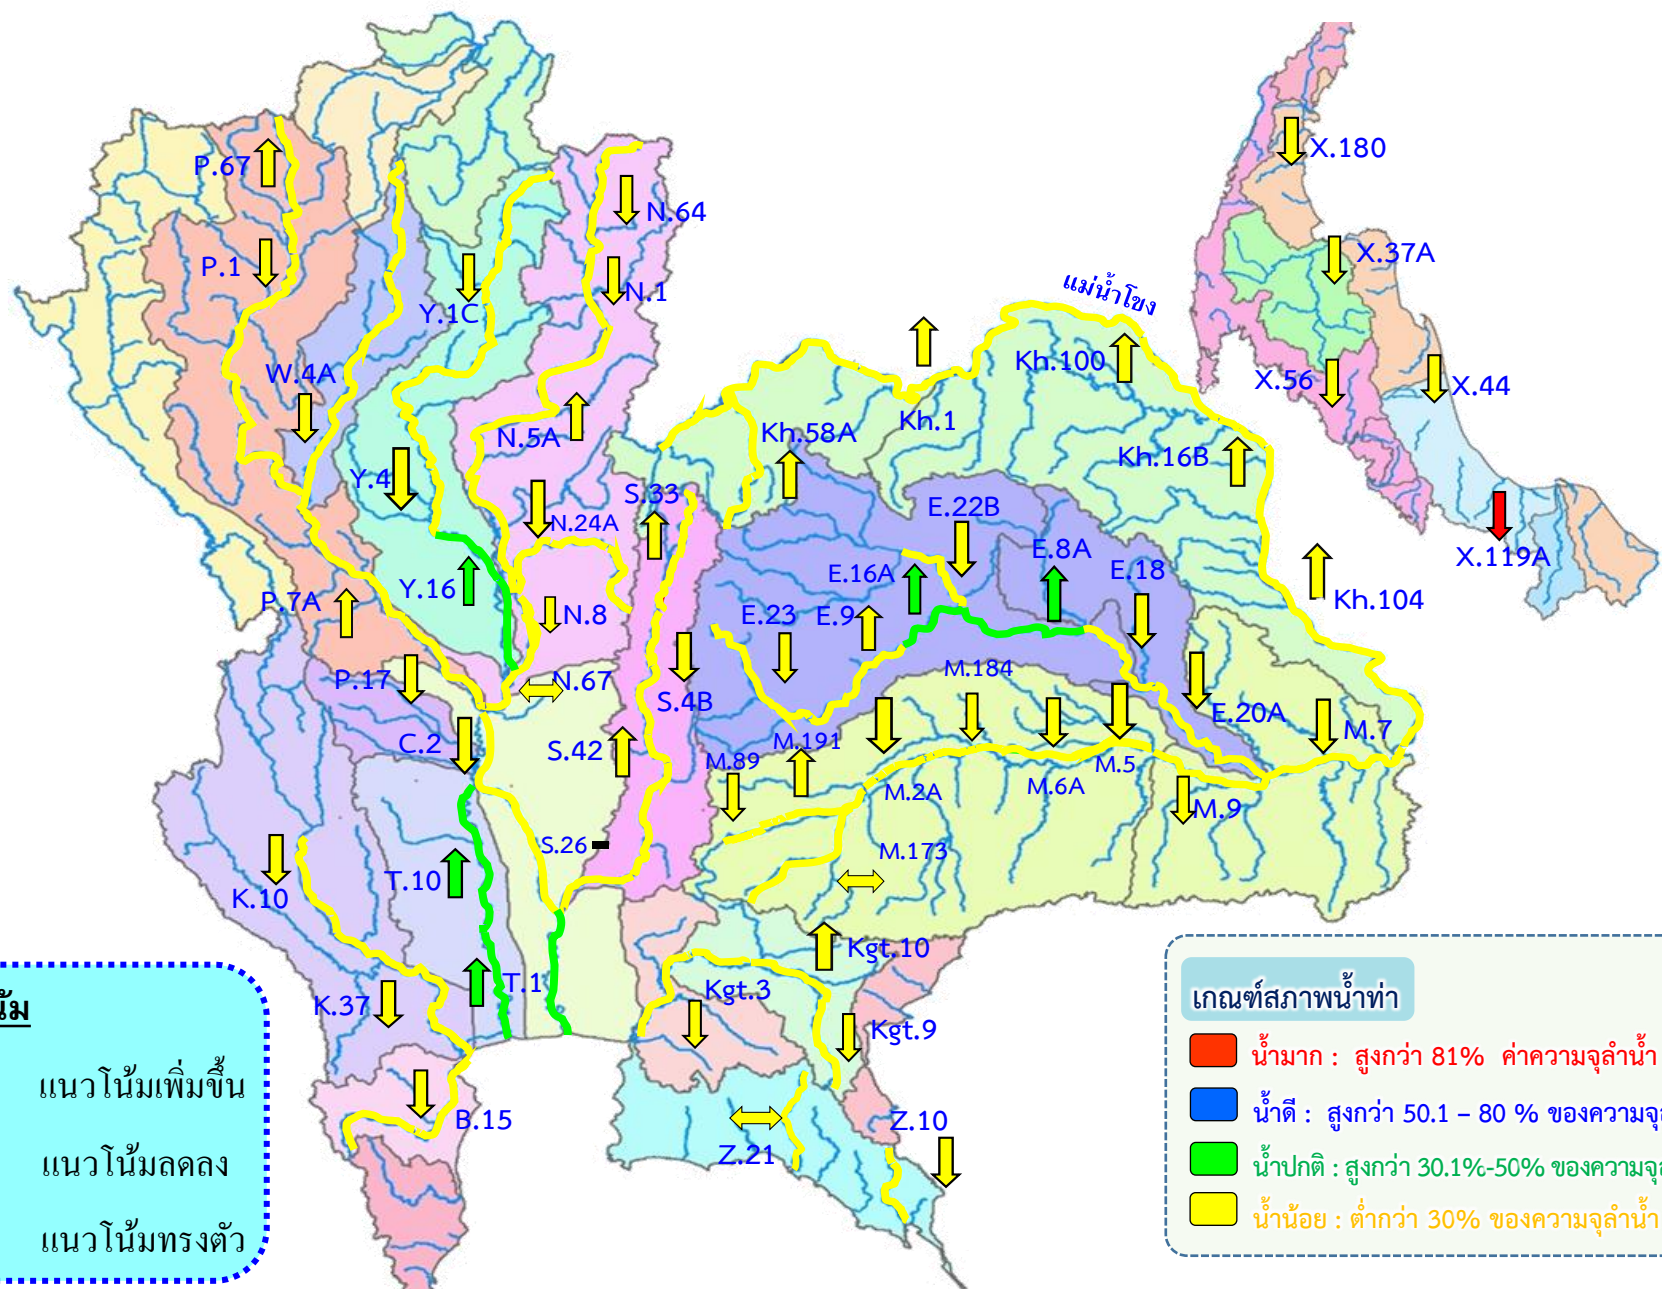 P.67
P.1
W.4A
Y.1C
N.64
N.1
N.5A
Y.4
Y.16
N.24A
N.8
N.67
P.7A
P.17
C.2
S.33
S.4B
S.42
S.26
K.10
T.10
T.1
K.37
B.15
แม่น้ำโขง
Kh.58A
Kh.1
Kh.100
Kh.16B
Kh.104
E.22B
E.8A
E.16A
E.18
E.23
E.9
E.20A
M.184
M.191
M.89
M.2A
M.6A
M.5
M.7
M.9
M.173
Kgt.10
Kgt.3
Kgt.9
Z.10
Z.21
X.180
X.37A
X.56
X.44
X.119A
แนวโน้มเพิ่มขึ้น
แนวโน้มลดลง
แนวโน้มทรงตัว
เกณฑ์สภาพน้ำท่า
น้ำมาก : สูงกว่า 81% ค่าความจุลำน้ำ
น้ำดี : สูงกว่า 50.1 – 80 % ของความจุ
น้ำปกติ : สูงกว่า 30.1%-50% ของความจุ
น้ำน้อย : ต่ำกว่า 30% ของความจุลำน้ำ